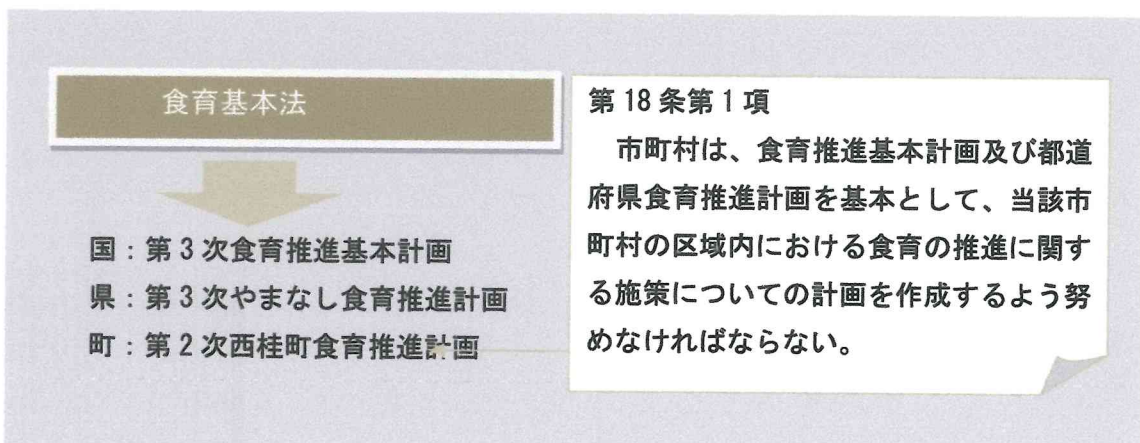 食育基本法
国：第3次食育推進基本計画
県：第3次やまなし食育推進計画
町：第2次西桂町食育推進計画
第18条第1項
市町村は、食育推進基本計画及び都道
府県食育推進計画を基本として、当該市
町村の区域内における食育の推進に関す
る施策についての計画を作成するよう努
めなければならない。